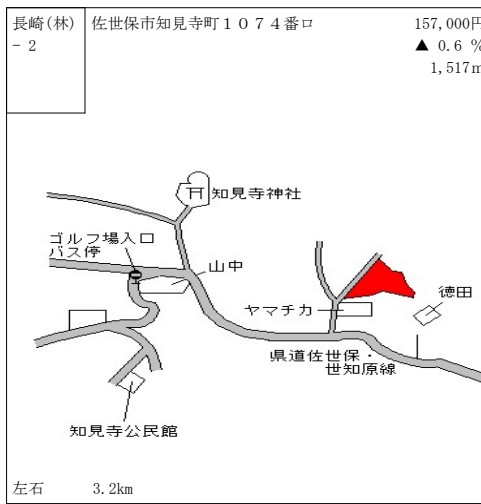 長崎(林)
- 2
佐世保市知見寺町１０７４番ロ
157,000円
▲ 0.6 %
1,517㎡
知見寺神社
ゴルフ場入口
バス停
山中
ヤマチカ
徳田
県道佐世保・
世知原線
知見寺公民館
左石 3.2km